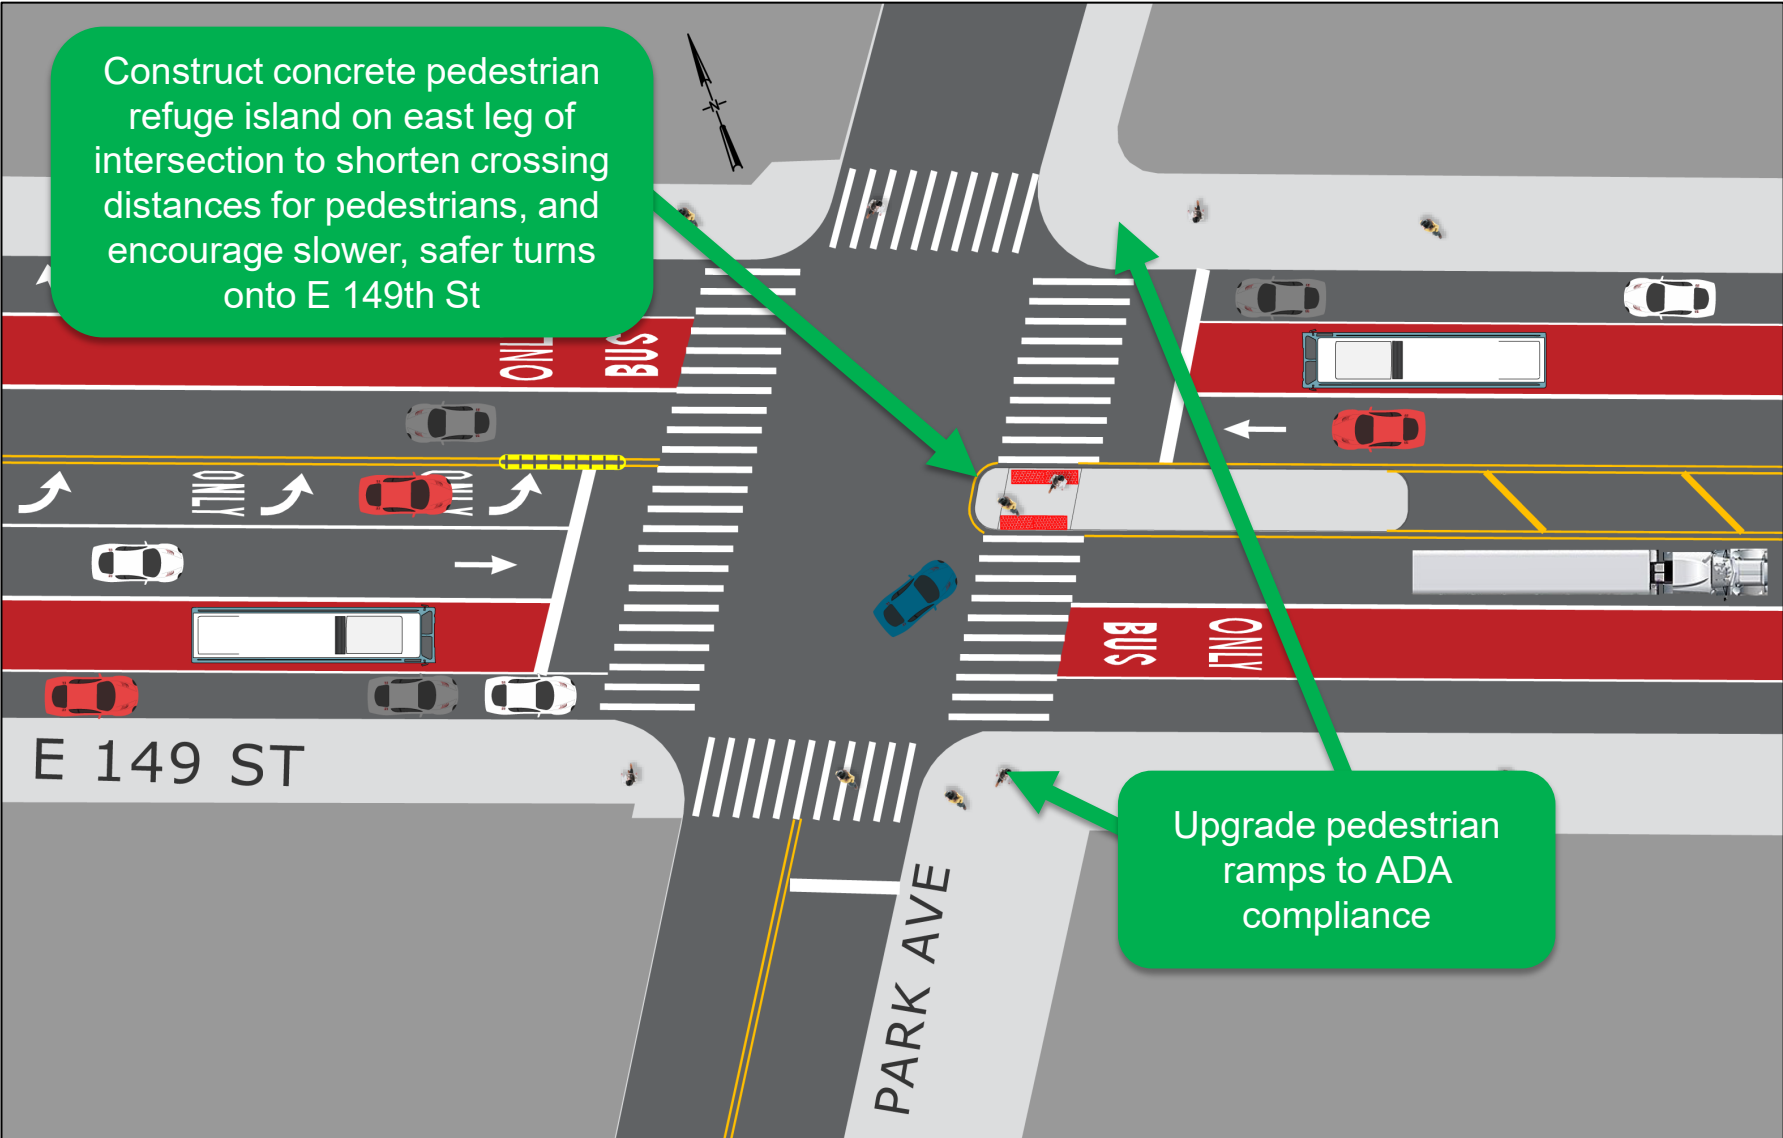 Construct concrete pedestrian
refuge island on east leg of
intersection to shorten crossing
distances for pedestrians, and
encourage slower, safer turns
onto E 149th St
N
ONLY
BUS
ONLY
ONLY
BUS
ONLY
E 149 ST
PARK AVE
Upgrade pedestrian
ramps to ADA
compliance